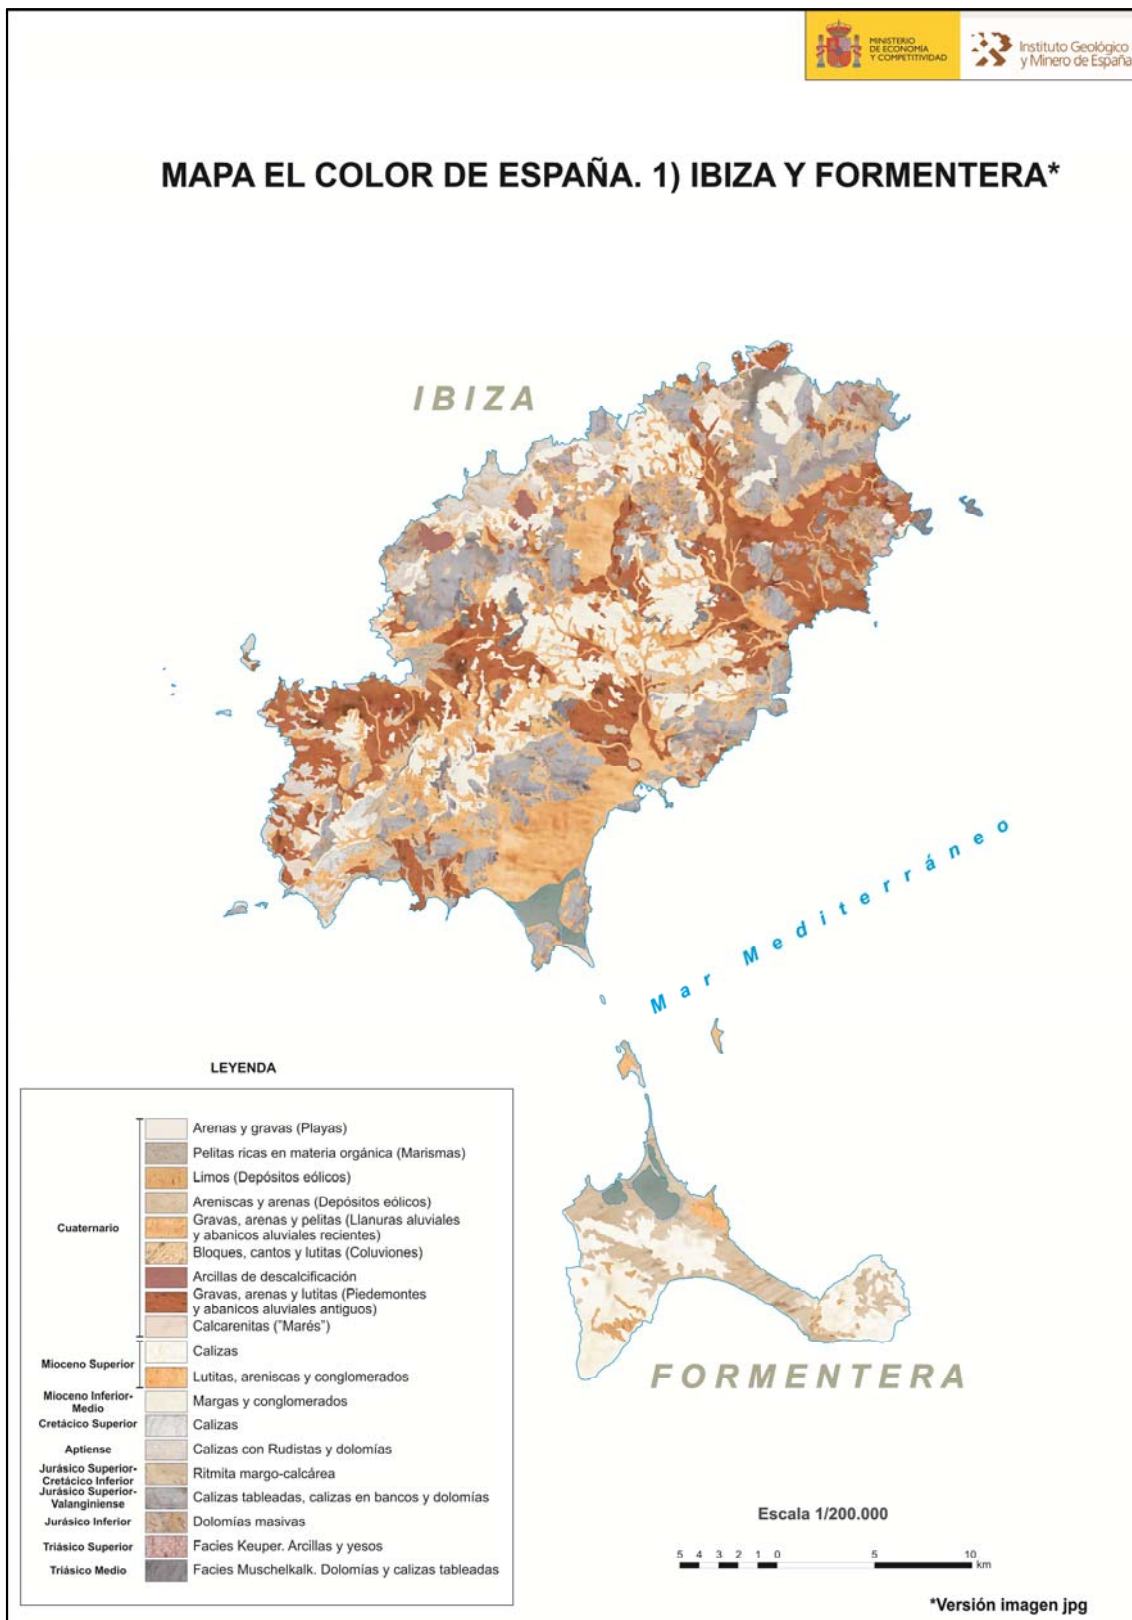 MINISTERIO
DE ECONOMÍA
Y COMPETITIVIDAD
Instituto Geológico
y Minero de España
MAPA EL COLOR DE ESPAÑA. 1) IBIZA Y FORMENTERA*
IBIZA
Mar Mediterráneo
FORMENTERA
LEYENDA
Cuaternario
Arenas y gravas (Playas)
Pelitas ricas en materia orgánica (Marismas)
Limos (Depósitos eólicos)
Areniscas y arenas (Depósitos eólicos)
Gravas, arenas y pelitas (Llanuras aluviales
y abanicos aluviales recientes)
Bloques, cantos y lutitas (Coluviones)
Arcillas de descalcificación
Gravas, arenas y lutitas (Piedemontes
y abanicos aluviales antiguos)
Calcarenitas ("Marés")
Mioceno Superior
Calizas
Lutitas, areniscas y conglomerados
Mioceno Inferior-
Medio
Margas y conglomerados
Cretácico Superior
Calizas
Aptiense
Calizas con Rudistas y dolomías
Jurásico Superior-
Cretácico Inferior
Ritmita margo-calcárea
Jurásico Superior-
Valanginiense
Calizas tableadas, calizas en bancos y dolomías
Jurásico Inferior
Dolomías masivas
Triásico Superior
Facies Keuper. Arcillas y yesos
Triásico Medio
Facies Muschelkalk. Dolomías y calizas tableadas
Escala 1/200.000
5 4 3 2 1 0 5 10
km
*Versión imagen jpg